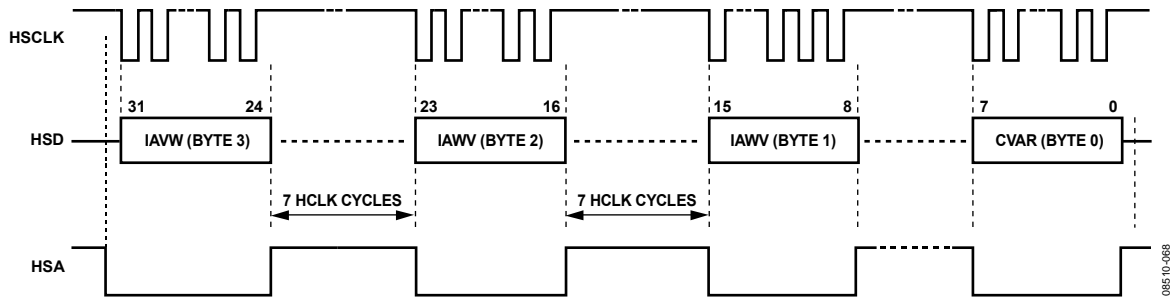 HSCLK
31 24 23 16 15 8 7 0
HSD
IAVW (BYTE 3) IAWV (BYTE 2) IAWV (BYTE 1) CVAR (BYTE 0)
7 HCLK CYCLES 7 HCLK CYCLES
HSA
08510-068